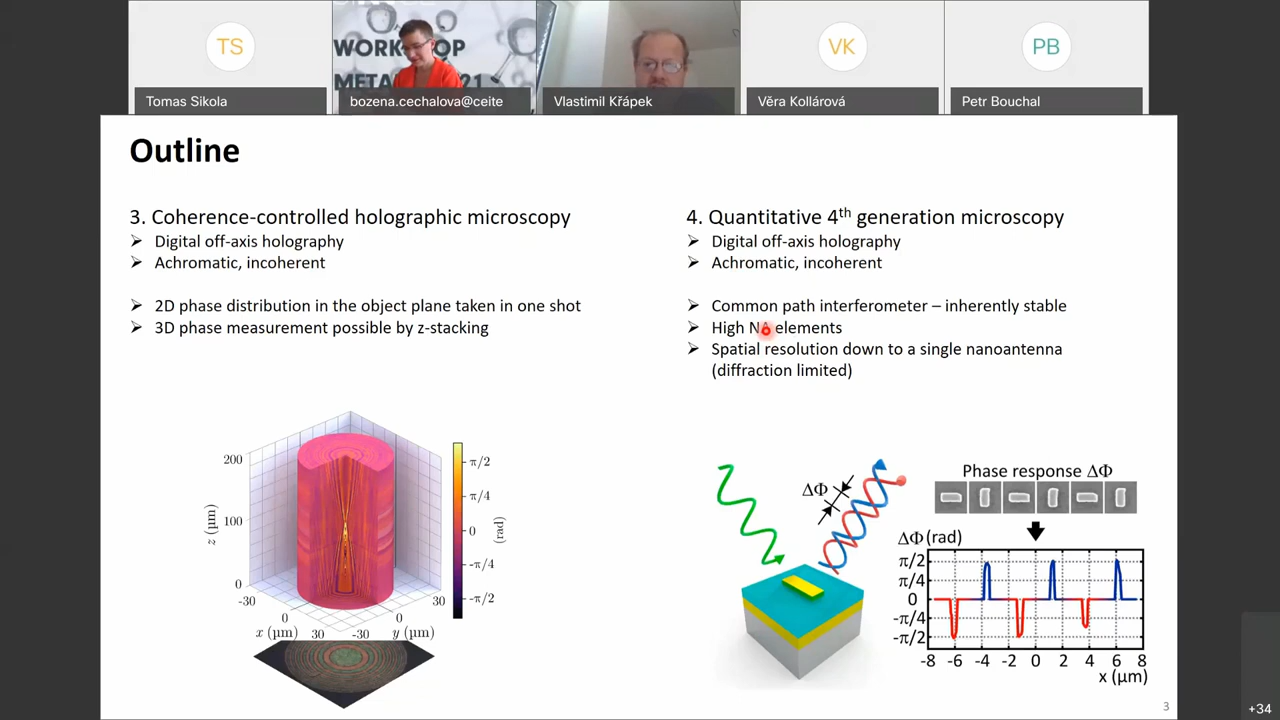 TS
WORKSHOP
META 21
VK
PB
Tomas Sikola
bozena.cechalova@ceite
Vlastimil Křápek
Věra Kollárová
Petr Bouchal
Outline
3. Coherence-controlled holographic microscopy
➢ Digital off-axis holography
➢ Achromatic, incoherent
➢ 2D phase distribution in the object plane taken in one shot
➢ 3D phase measurement possible by z-stacking
4. Quantitative 4th generation microscopy
➢ Digital off-axis holography
➢ Achromatic, incoherent
➢ Common path interferometer – inherently stable
➢ High NA elements
➢ Spatial resolution down to a single nanoantenna
(diffraction limited)
200
100
0
z (µm)
-30
0
30
x (µm)
-30
0
30
y (µm)
π/2
π/4
0
-π/4
-π/2
(rad)
ΔΦ
Phase response ΔΦ
ΔΦ (rad)
π/2
π/4
0
-π/4
-π/2
-8 -6 -4 -2 0 2 4 6 8
x (µm)
3
+34